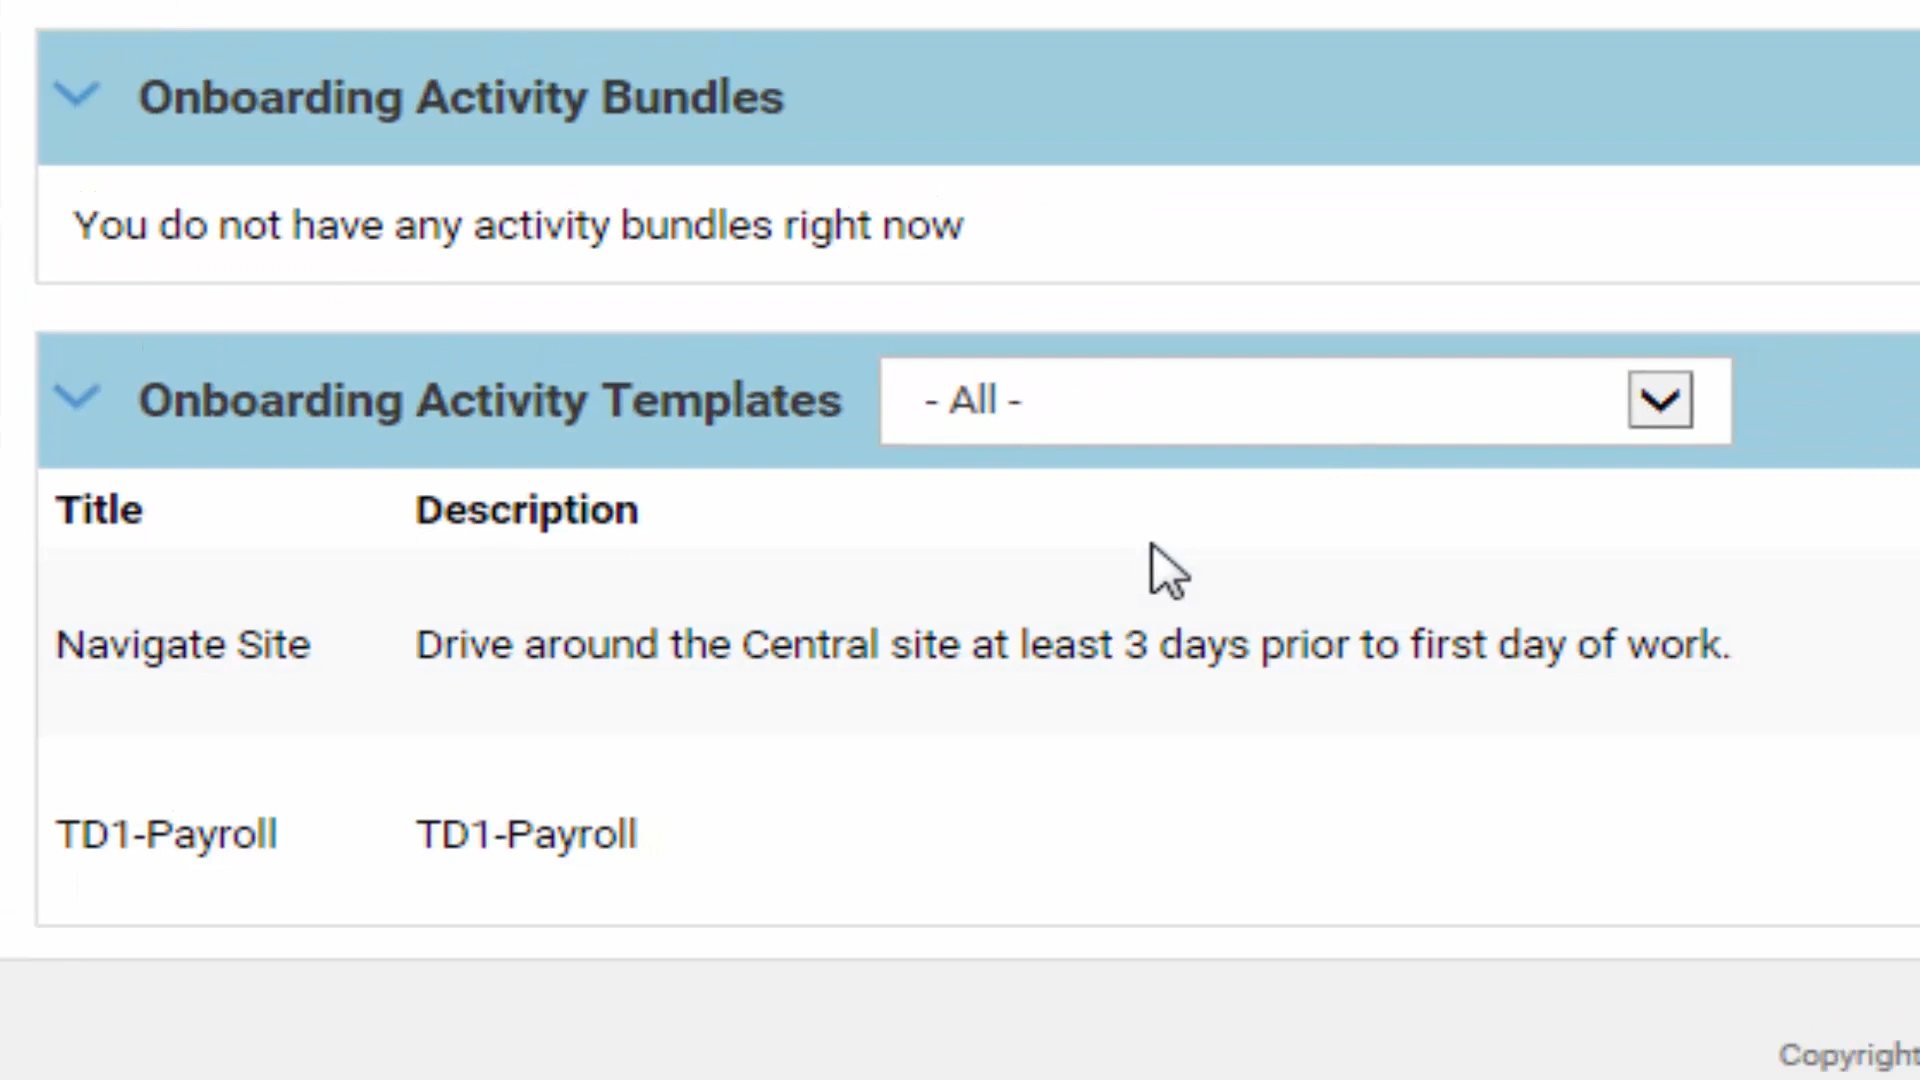 Onboarding Activity Bundles
You do not have any activity bundles right now
Onboarding Activity Templates - All -
Title Description
Navigate Site Drive around the Central site at least 3 days prior to first day of work.
TD1-Payroll TD1-Payroll
Copyright